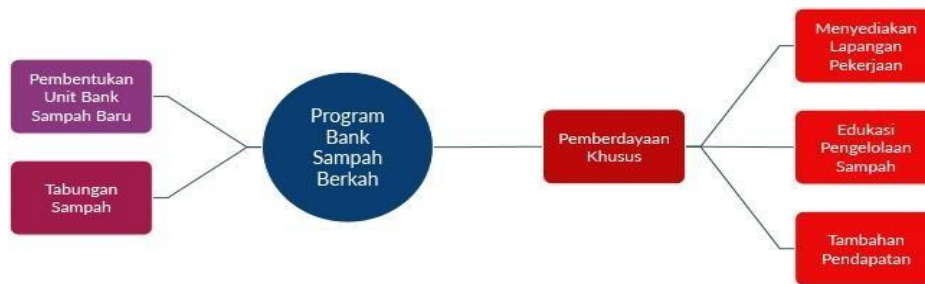 Pembentukan
Unit Bank
Sampah Baru
Tabungan
Sampah
Program
Bank
Sampah
Berkah
Pemberdayaan
Khusus
Menyediakan
Lapangan
Pekerjaan
Edukasi
Pengelolaan
Sampah
Tambahan
Pendapatan